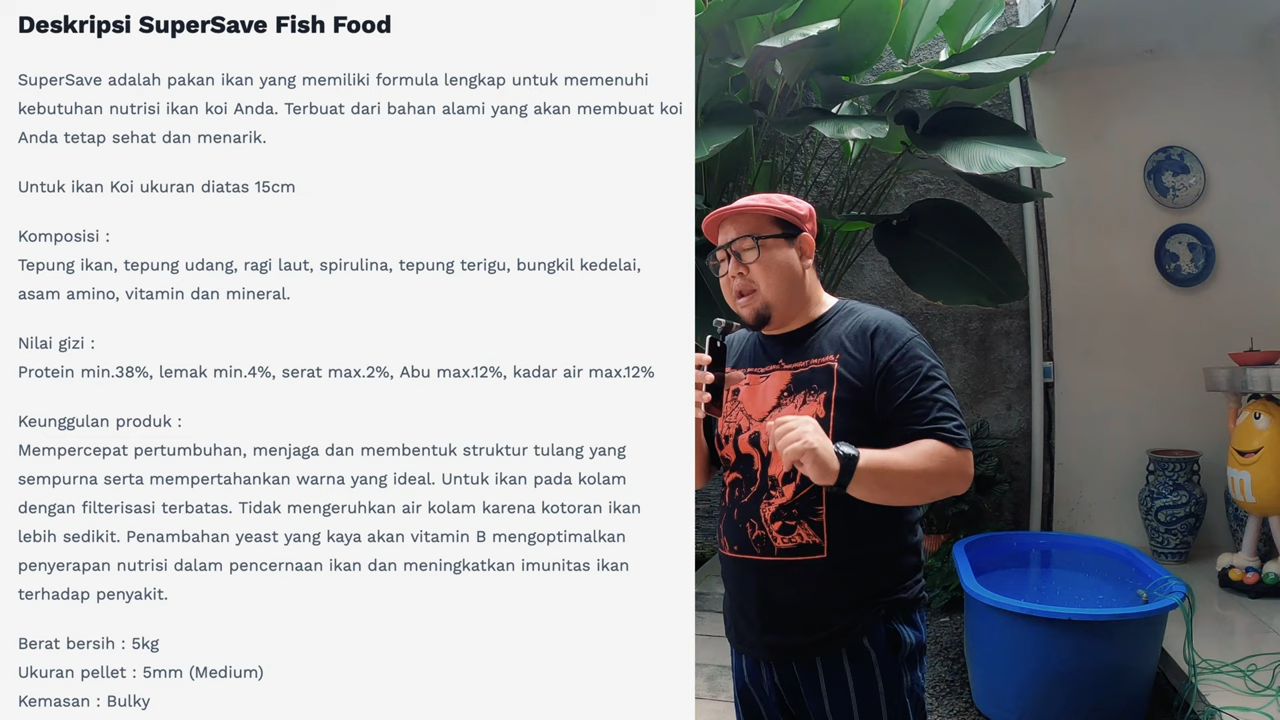 Deskripsi SuperSave Fish Food
SuperSave adalah pakan ikan yang memiliki formula lengkap untuk memenuhi
kebutuhan nutrisi ikan koi Anda. Terbuat dari bahan alami yang akan membuat koi
Anda tetap sehat dan menarik.
Untuk ikan Koi ukuran diatas 15cm
Komposisi :
Tepung ikan, tepung udang, ragi laut, spirulina, tepung terigu, bungkil kedelai,
asam amino, vitamin dan mineral.
Nilai gizi :
Protein min.38%, lemak min.4%, serat max.2%, Abu max.12%, kadar air max.12%
Keunggulan produk :
Mempercepat pertumbuhan, menjaga dan membentuk struktur tulang yang
sempurna serta mempertahankan warna yang ideal. Untuk ikan pada kolam
dengan filterisasi terbatas. Tidak mengeruhkan air kolam karena kotoran ikan
lebih sedikit. Penambahan yeast yang kaya akan vitamin B mengoptimalkan
penyerapan nutrisi dalam pencernaan ikan dan meningkatkan imunitas ikan
terhadap penyakit.
Berat bersih : 5kg
Ukuran pellet : 5mm (Medium)
Kemasan : Bulky
m